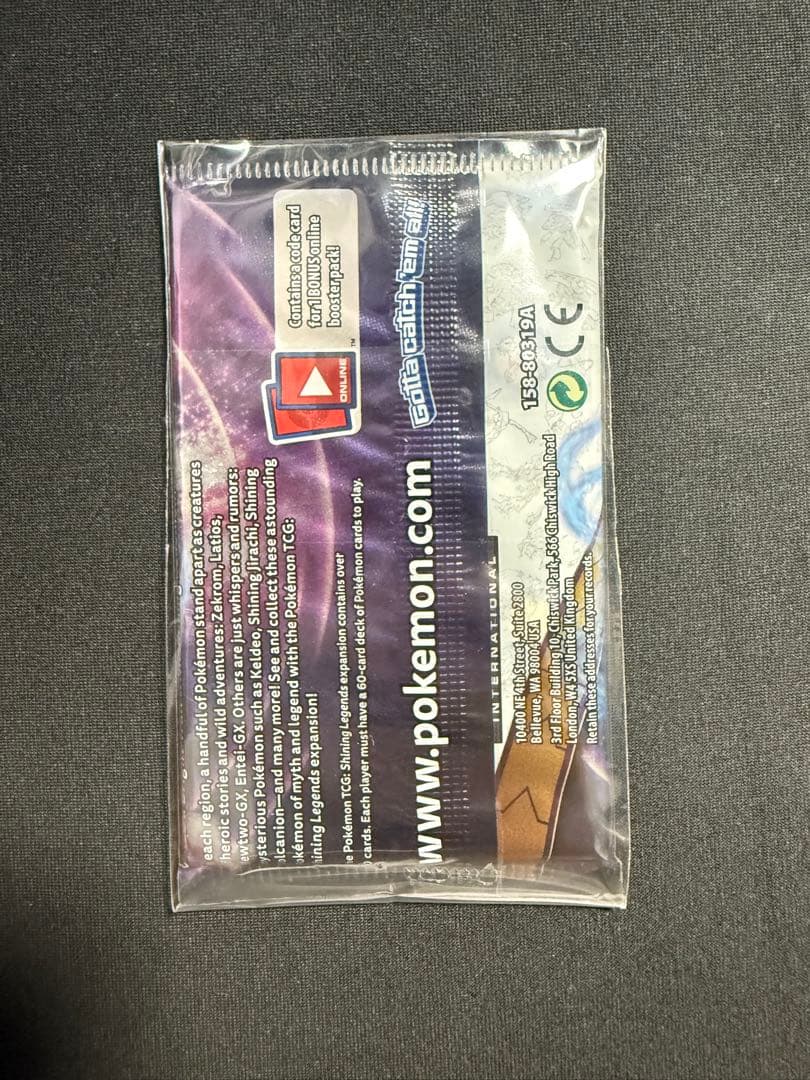 each region, a handful of Pokémon stand apart as creatures
heroic stories and wild adventures: Zekrom, Latios,
ewtwo-GX, Entei-GX. Others are just whispers and rumors:
ysterious Pokémon such as Keldeo, Shining Jirachi, Shining
lcanion—and many more! See and collect these astounding
kémon of myth and legend with the Pokémon TCG:
hining Legends expansion!
e Pokémon TCG: Shining Legends expansion contains over
cards. Each player must have a 60-card deck of Pokémon cards to play.
Contains a code card
for 1 BONUS online
booster pack!
ONLINE
TM
www.pokemon.com
Gotta catch 'em all!
INTERNATIONAL
10400 NE 4th Street, Suite 2800
Bellevue, WA 98004 USA
3rd Floor Building 10, Chiswick Park, 566 Chiswick High Road
London, W4 5XS United Kingdom
Retain these addresses for your records.
158-80319A
CE